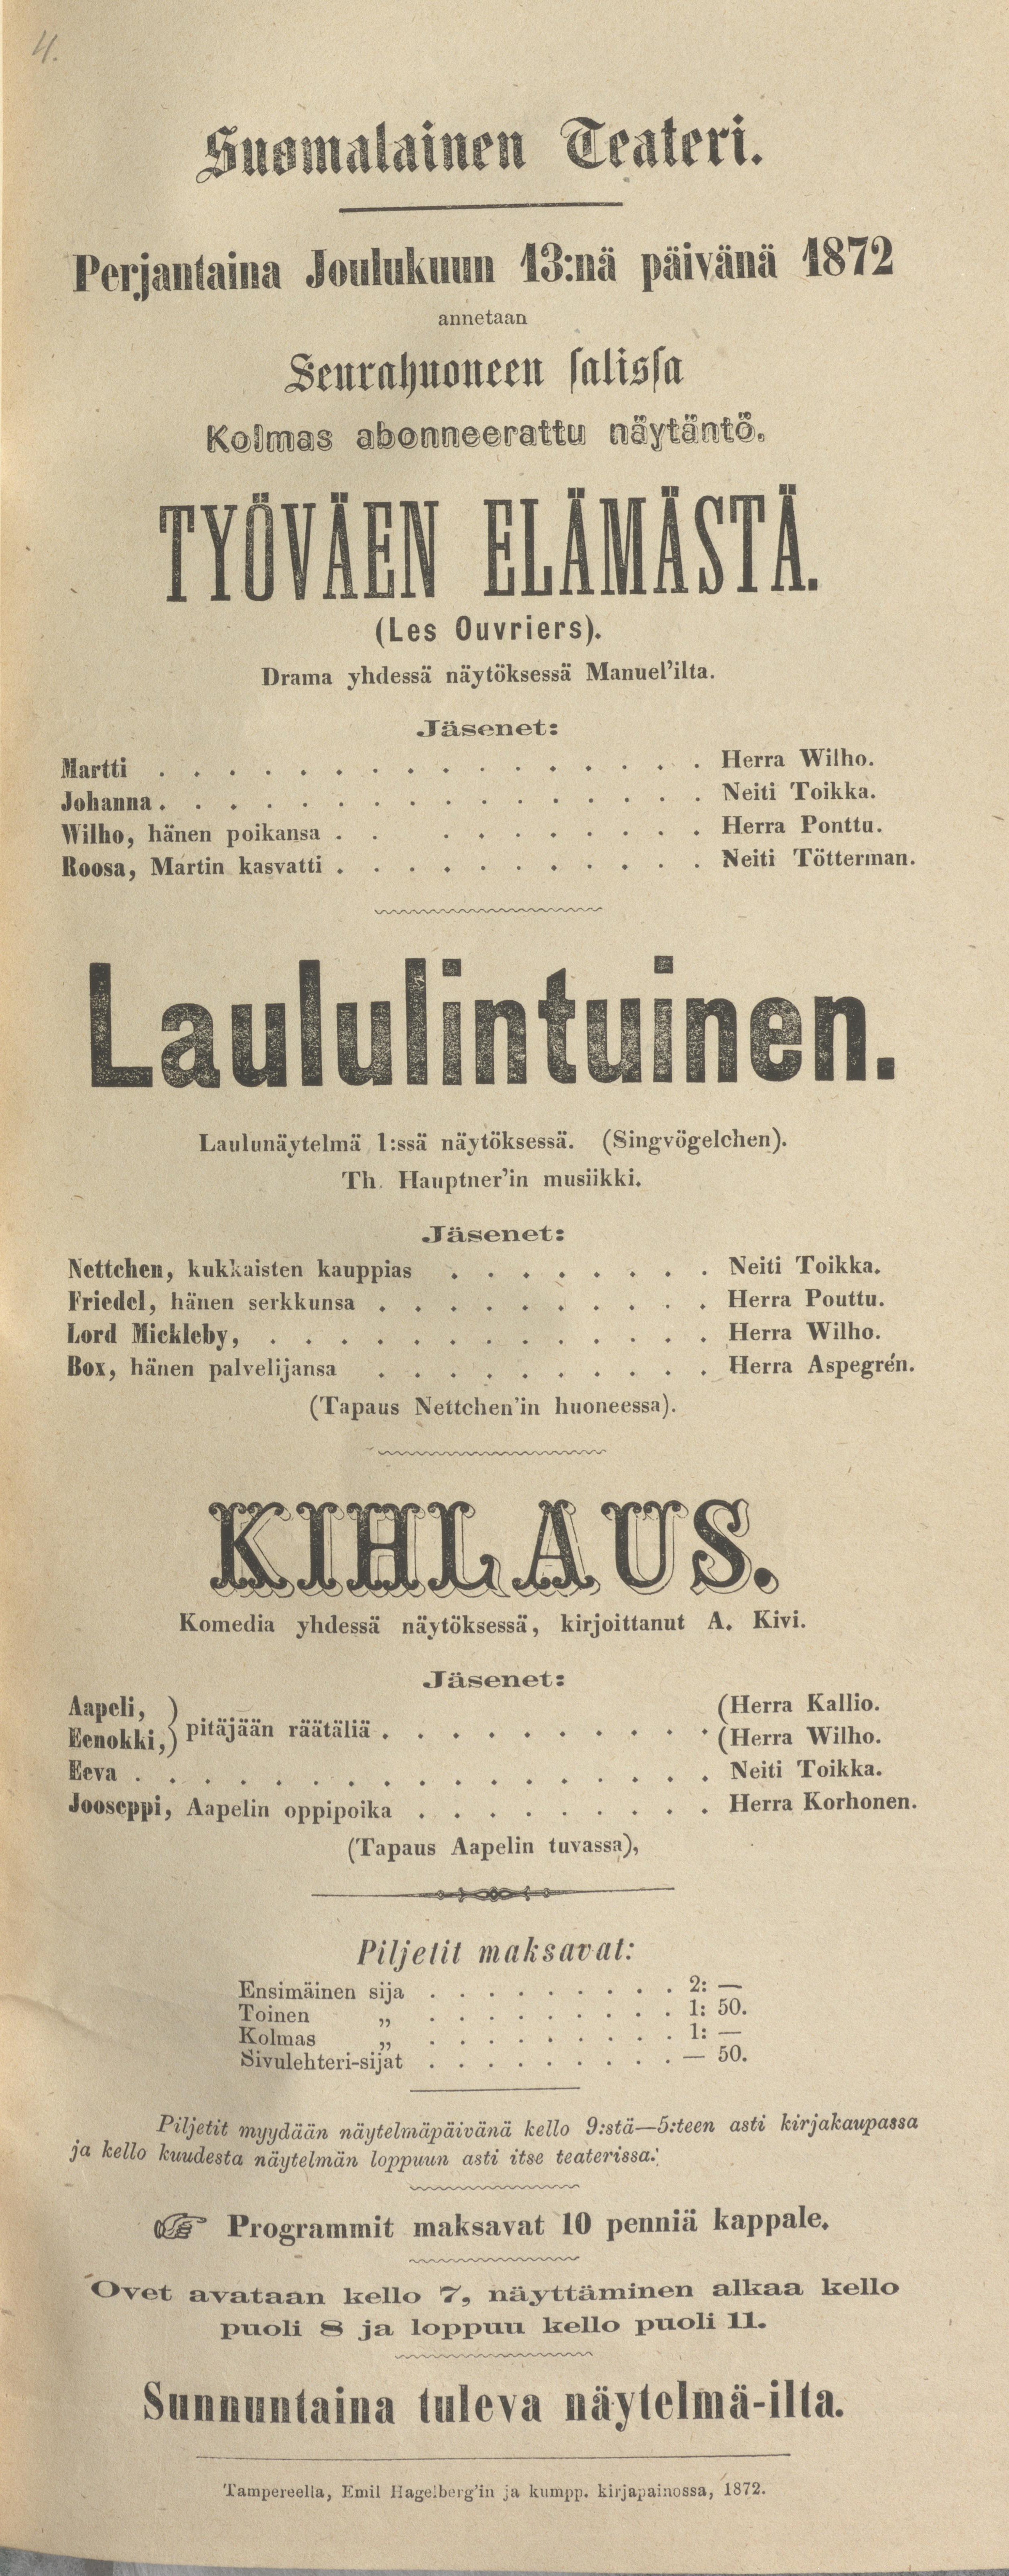 4.
Suomalainen Teateri.
Perjantaina Joulukuun 13:nä päivänä 1872
annetaan
Seurahuoneen salissa
Kolmas abonneerattu näytäntö.
TYÖVÄEN ELÄMÄSTÄ.
(Les Ouvriers).
Drama yhdessä näytöksessä Manuel'ilta.
Jäsenet:
Martti . . . . . . . . . . . . . . . . Herra Wilho.
Johanna . . . . . . . . . . . . . . . . Neiti Toikka.
Wilho, hänen poikansa . . . . . . . . . . Herra Ponttu.
Roosa, Martin kasvatti . . . . . . . . . . . Neiti Tötterman.
Laululintuinen.
Laulunäytelmä 1:ssä näytöksessä. (Singvögelchen).
Th. Hauptner'in musiikki.
Jäsenet:
Nettchen, kukkaisten kauppias . . . . . . . . Neiti Toikka.
Friedel, hänen serkkunsa . . . . . . . . . . Herra Pouttu.
Lord Mickleby, . . . . . . . . . . . . . Herra Wilho.
Box, hänen palvelijansa . . . . . . . . . . Herra Aspegrén.
(Tapaus Nettchen'in huoneessa).
KIHLAUS.
Komedia yhdessä näytöksessä, kirjoittanut A. Kivi.
Jäsenet:
Aapeli, ) (Herra Kallio.
Eenokki,) pitäjään räätäliä . . . . . . . . . . (Herra Wilho.
Eeva . . . . . . . . . . . . . . . . . Neiti Toikka.
Jooseppi, Aapelin oppipoika . . . . . . . . . Herra Korhonen.
(Tapaus Aapelin tuvassa),
Piljetit maksavat:
Ensimäinen sija . . . . . . . . . 2: —
Toinen „ . . . . . . . . . 1: 50.
Kolmas „ . . . . . . . . . 1: —
Sivulehteri-sijat . . . . . . . . . — 50.
Piljetit myydään näytelmäpäivänä kello 9:stä—5:teen asti kirjakaupassa
ja kello kuudesta näytelmän loppuun asti itse teaterissa.
☞ Programmit maksavat 10 penniä kappale.
Ovet avataan kello 7, näyttäminen alkaa kello
puoli 8 ja loppuu kello puoli 11.
Sunnuntaina tuleva näytelmä-ilta.
Tampereella, Emil Hagelberg'in ja kumpp. kirjapainossa, 1872.